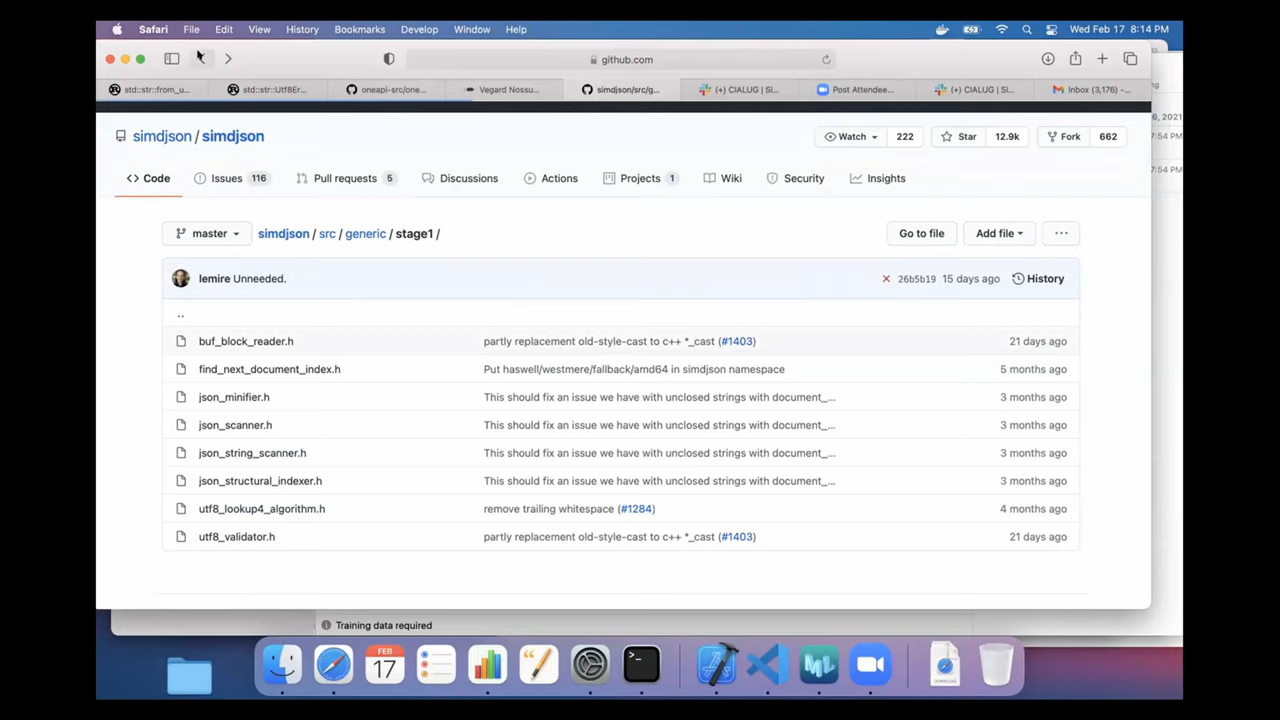 Safari File Edit View History Bookmarks Develop Window Help Wed Feb 17 8:14 PM
github.com
std::str::from_u... std::str::Utf8Er... oneapi-src/one... Vegard Nossu... simdjson/src/g... (+) CIALUG | Sl... Post Attendee... (+) CIALUG | Sl... Inbox (3,176) -...
simdjson / simdjson Watch 222 Star 12.9k Fork 662
<> Code Issues 116 Pull requests 5 Discussions Actions Projects 1 Wiki Security Insights
master simdjson / src / generic / stage1 / Go to file Add file ...
lemire Unneeded. 26b5b19 15 days ago History
..
buf_block_reader.h partly replacement old-style-cast to c++ *_cast (#1403) 21 days ago
find_next_document_index.h Put haswell/westmere/fallback/amd64 in simdjson namespace 5 months ago
json_minifier.h This should fix an issue we have with unclosed strings with document_... 3 months ago
json_scanner.h This should fix an issue we have with unclosed strings with document_... 3 months ago
json_string_scanner.h This should fix an issue we have with unclosed strings with document_... 3 months ago
json_structural_indexer.h This should fix an issue we have with unclosed strings with document_... 3 months ago
utf8_lookup4_algorithm.h remove trailing whitespace (#1284) 4 months ago
utf8_validator.h partly replacement old-style-cast to c++ *_cast (#1403) 21 days ago
Training data required
FEB
17
ML